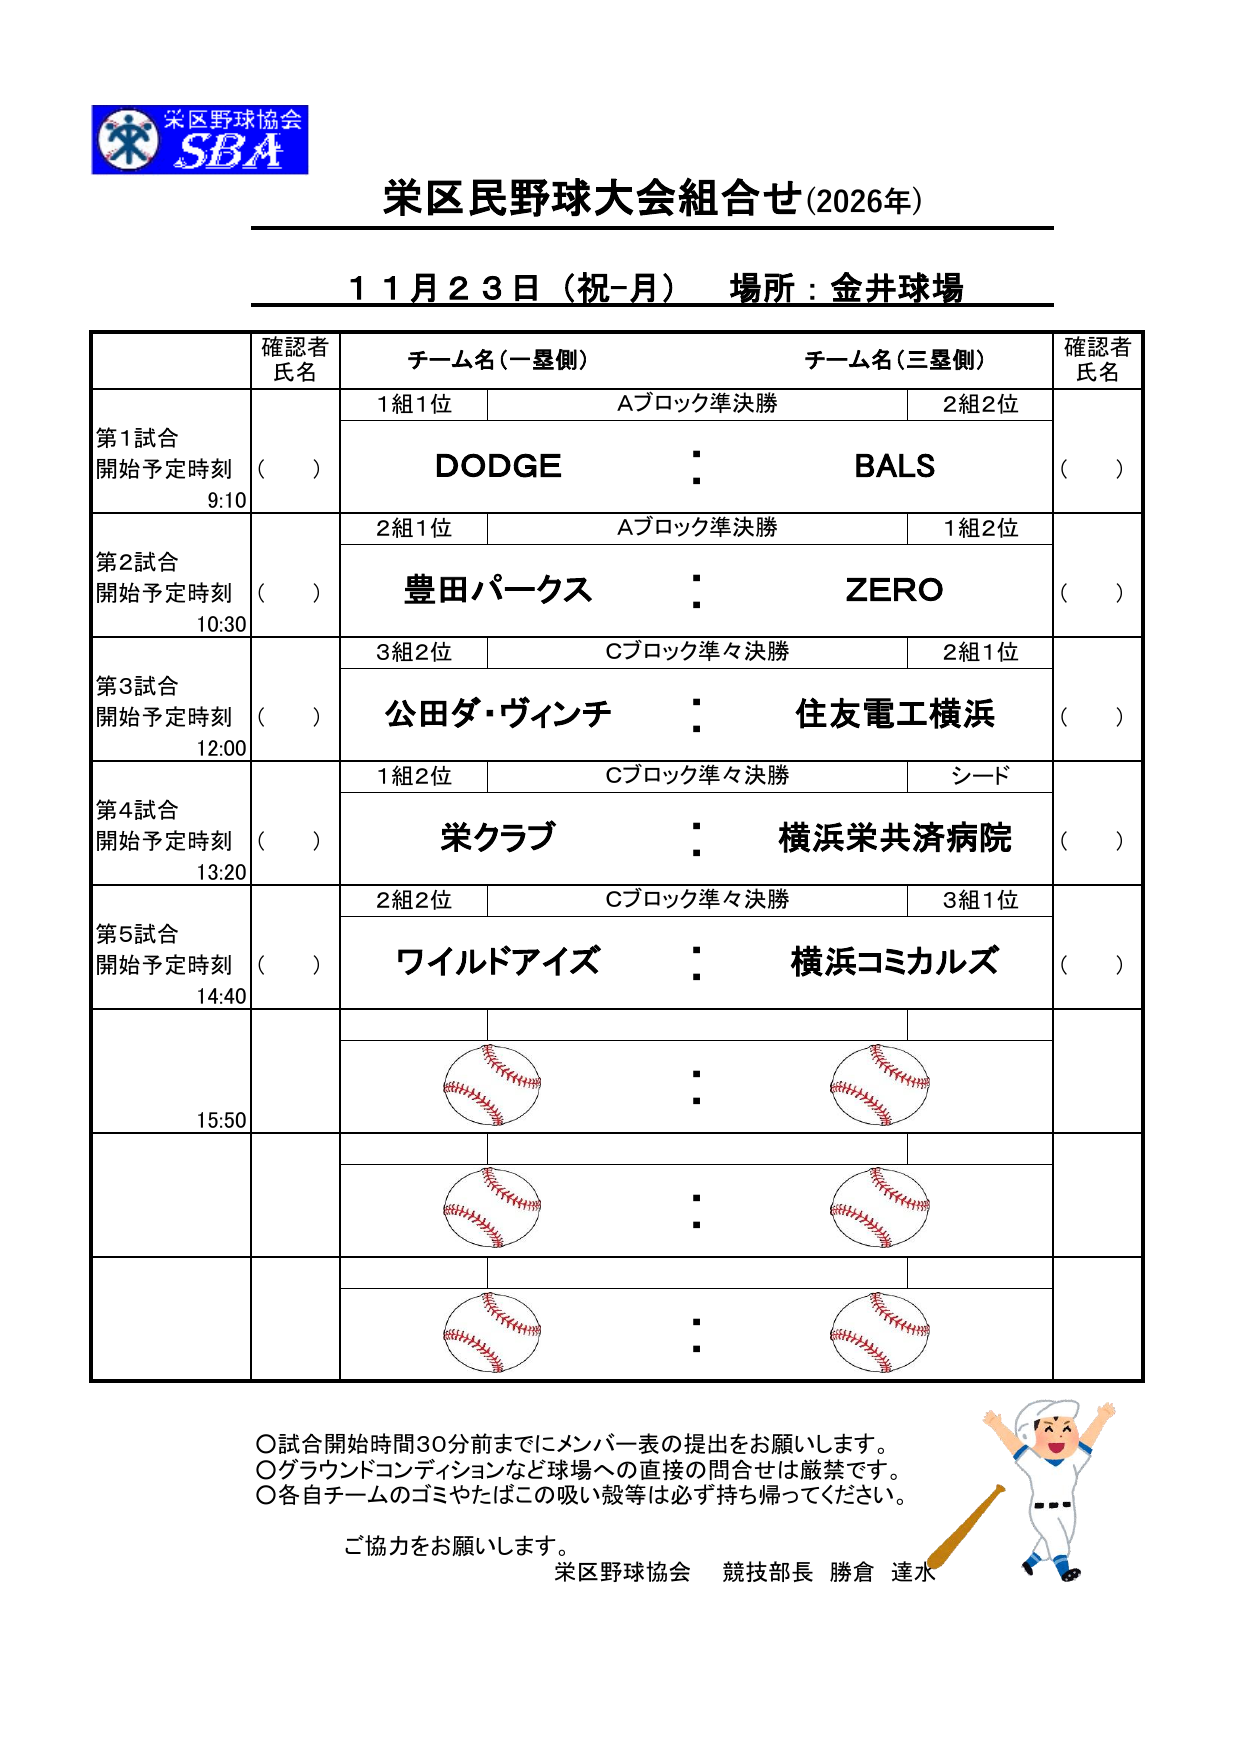 栄区野球協会
SBA
栄区民野球大会組合せ(2026年)
１１月２３日（祝-月）　場所：金井球場
確認者氏名 チーム名(一塁側) チーム名(三塁側) 確認者氏名
1組1位 Aブロック準決勝 2組2位
第1試合
開始予定時刻 (　　) DODGE : BALS (　　)
9:10
2組1位 Aブロック準決勝 1組2位
第2試合
開始予定時刻 (　　) 豊田パークス : ZERO (　　)
10:30
3組2位 Cブロック準々決勝 2組1位
第3試合
開始予定時刻 (　　) 公田ダ・ヴィンチ : 住友電工横浜 (　　)
12:00
1組2位 Cブロック準々決勝 シード
第4試合
開始予定時刻 (　　) 栄クラブ : 横浜栄共済病院 (　　)
13:20
2組2位 Cブロック準々決勝 3組1位
第5試合
開始予定時刻 (　　) ワイルドアイズ : 横浜コミカルズ (　　)
14:40
:
15:50
:
:
〇試合開始時間30分前までにメンバー表の提出をお願いします。
〇グラウンドコンディションなど球場への直接の問合せは厳禁です。
〇各自チームのゴミやたばこの吸い殻等は必ず持ち帰ってください。
ご協力をお願いします。
栄区野球協会　競技部長 勝倉 達水